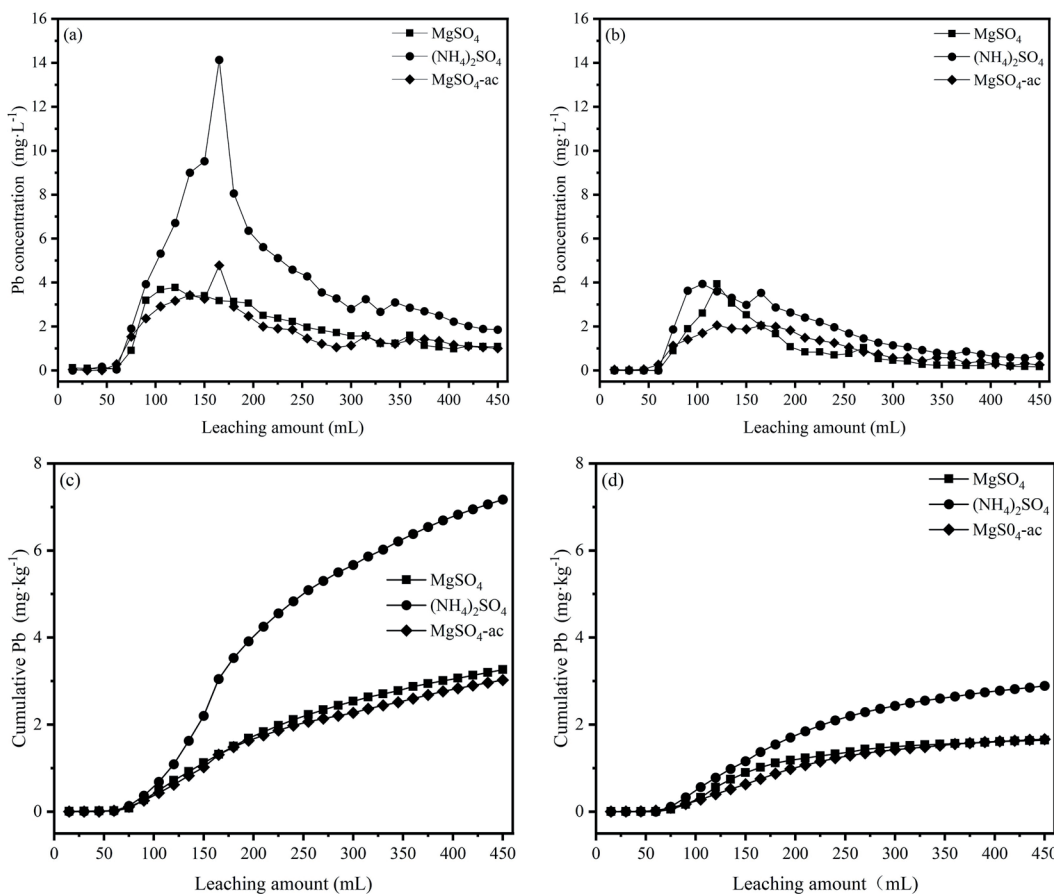 (a)
MgSO₄
(NH₄)₂SO₄
MgSO₄-ac
Pb concentration (mg·L⁻¹)
16
14
12
10
8
6
4
2
0
0 50 100 150 200 250 300 350 400 450
Leaching amount (mL)
(b)
MgSO₄
(NH₄)₂SO₄
MgSO₄-ac
Pb concentration (mg·L⁻¹)
16
14
12
10
8
6
4
2
0
0 50 100 150 200 250 300 350 400 450
Leaching amount (mL)
(c)
MgSO₄
(NH₄)₂SO₄
MgSO₄-ac
Cumulative Pb (mg·kg⁻¹)
8
6
4
2
0
0 50 100 150 200 250 300 350 400 450
Leaching amount (mL)
(d)
MgSO₄
(NH₄)₂SO₄
MgS0₄-ac
Cumulative Pb (mg·kg⁻¹)
8
6
4
2
0
0 50 100 150 200 250 300 350 400 450
Leaching amount（mL)